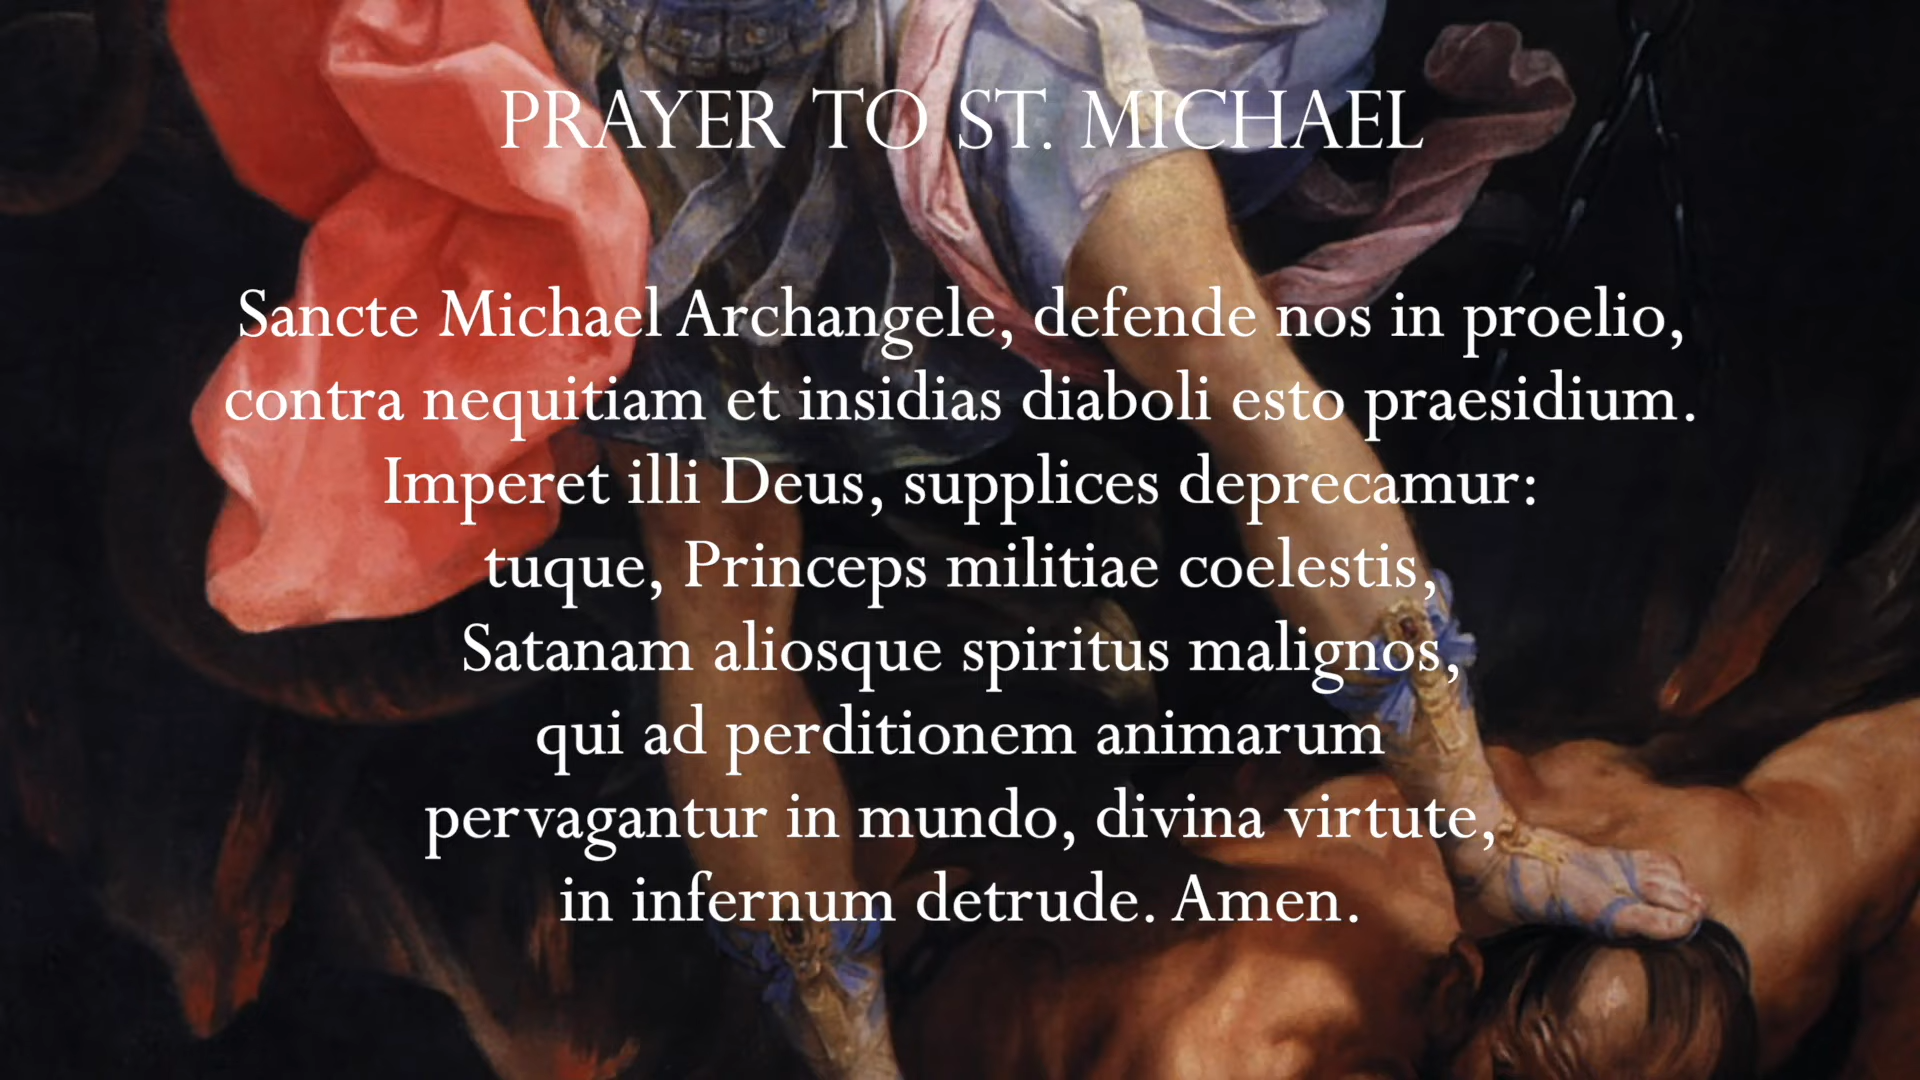 PRAYER TO ST. MICHAEL
Sancte Michael Archangele, defende nos in proelio,
contra nequitiam et insidias diaboli esto praesidium.
Imperet illi Deus, supplices deprecamur:
tuque, Princeps militiae coelestis,
Satanam aliosque spiritus malignos,
qui ad perditionem animarum
pervagantur in mundo, divina virtute,
in infernum detrude. Amen.